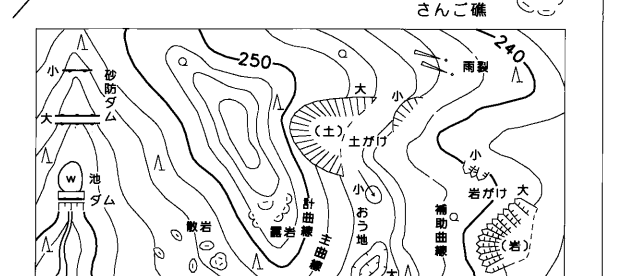 さんご礁
240
250
雨裂
小
砂防ダム
大
大
小
(土)
土がけ
小
岩がけ
大
W
池
ダム
小
おう地
散岩
露岩
計曲線
主曲線
補助曲線
(岩)
大